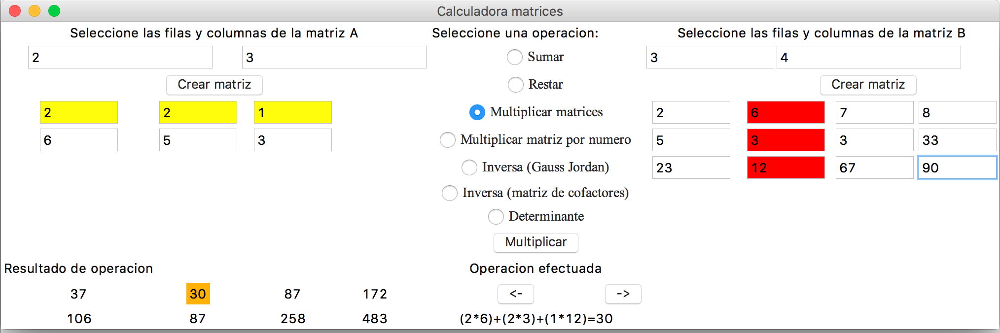 Calculadora matrices
Seleccione las filas y columnas de la matriz A
Seleccione una operacion:
Seleccione las filas y columnas de la matriz B
2 3
Sumar
3 4
Crear matriz
Restar
Crear matriz
2 2 1
Multiplicar matrices
2 6 7 8
6 5 3
Multiplicar matriz por numero
5 3 3 33
Inversa (Gauss Jordan)
23 12 67 90
Inversa (matriz de cofactores)
Determinante
Multiplicar
Resultado de operacion
Operacion efectuada
37 30 87 172
<- ->
106 87 258 483
(2*6)+(2*3)+(1*12)=30